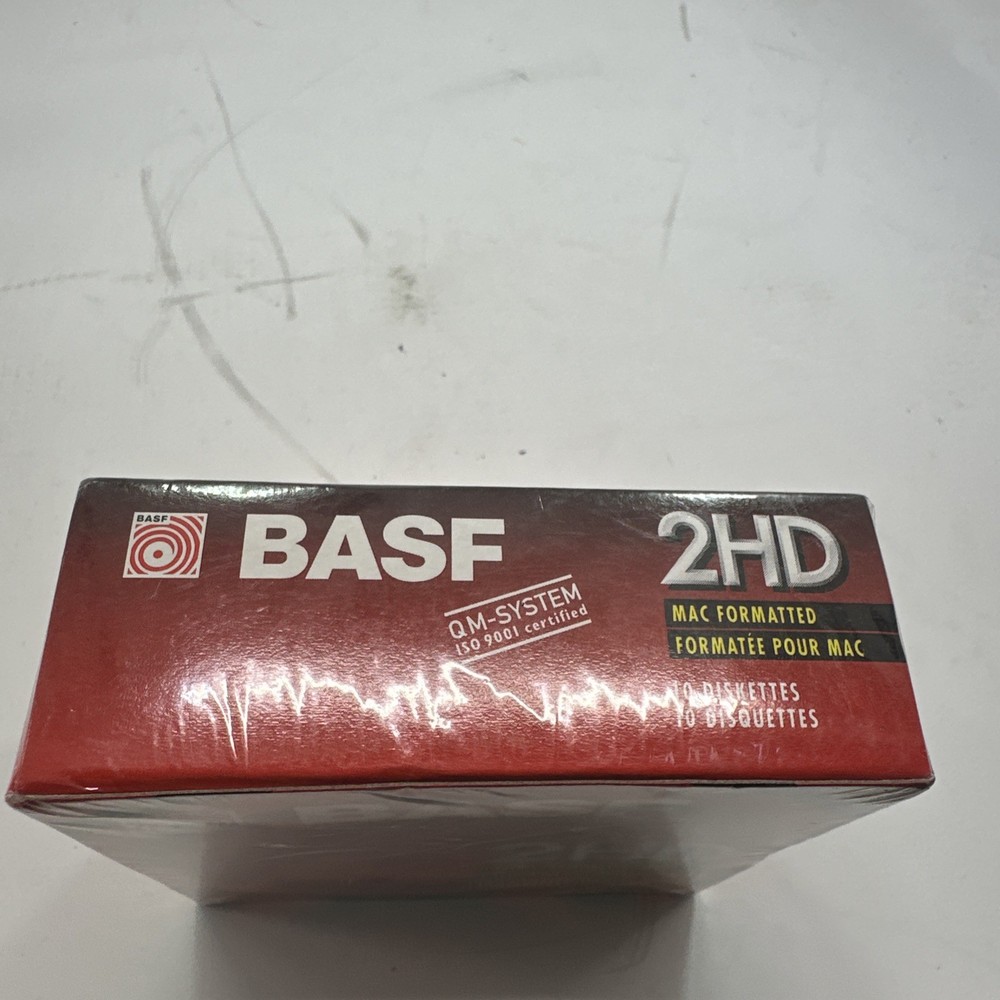 BASF
BASF
2HD
QM-SYSTEM
ISO 9001 certified
MAC FORMATTED
FORMATÉE POUR MAC
10 DISKETTES
10 DISQUETTES